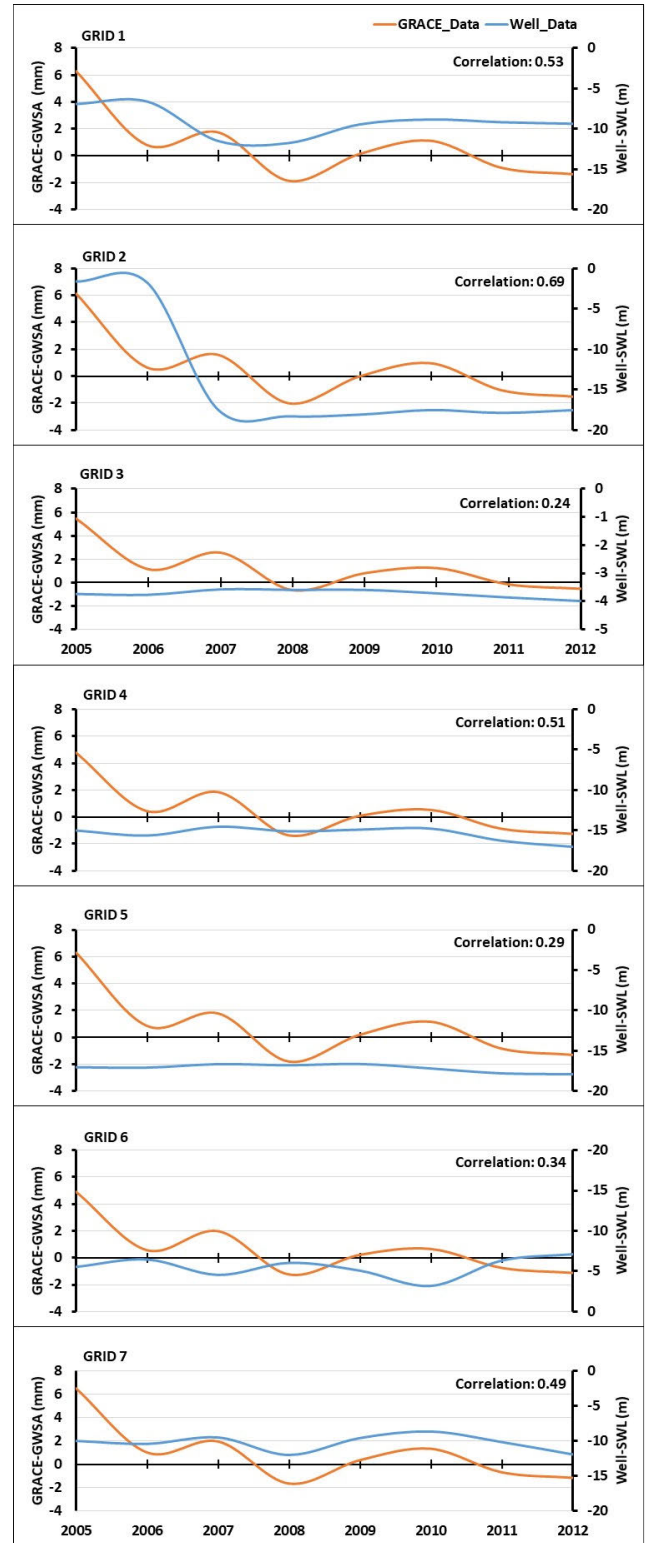 GRID 1
GRACE_Data Well_Data
Correlation: 0.53
GRACE-GWSA (mm)
8
6
4
2
0
-2
-4
0
-5
-10
-15
-20
Well- SWL (m)
GRID 2
Correlation: 0.69
GRACE-GWSA (mm)
8
6
4
2
0
-2
-4
0
-5
-10
-15
-20
Well-SWL (m)
GRID 3
Correlation: 0.24
GRACE-GWSA (mm)
8
6
4
2
0
-2
-4
0
-1
-2
-3
-4
-5
Well-SWL (m)
2005 2006 2007 2008 2009 2010 2011 2012
GRID 4
Correlation: 0.51
GRACE-GWSA (mm)
8
6
4
2
0
-2
-4
0
-5
-10
-15
-20
Well-SWL (m)
GRID 5
Correlation: 0.29
GRACE-GWSA (mm)
8
6
4
2
0
-2
-4
0
-5
-10
-15
-20
Well-SWL (m)
GRID 6
Correlation: 0.34
GRACE-GWSA (mm)
8
6
4
2
0
-2
-4
-20
-15
-10
-5
0
Well-SWL (m)
GRID 7
Correlation: 0.49
GRACE-GWSA (mm)
8
6
4
2
0
-2
-4
0
-5
-10
-15
-20
Well-SWL (m)
2005 2006 2007 2008 2009 2010 2011 2012